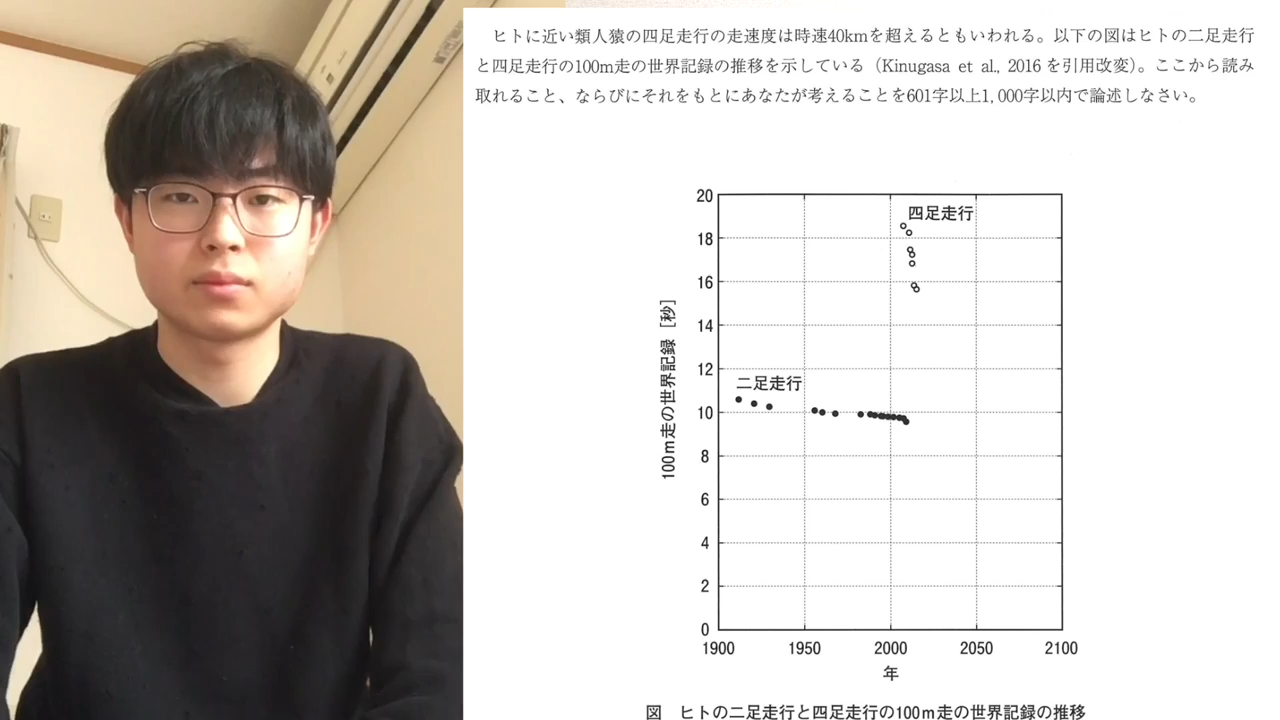 ヒトに近い類人猿の四足走行の走速度は時速40kmを超えるともいわれる。以下の図はヒトの二足走行
と四足走行の100m走の世界記録の推移を示している（Kinugasa et al., 2016 を引用改変）。ここから読み
取れること、ならびにそれをもとにあなたが考えることを601字以上1,000字以内で論述しなさい。
20
四足走行
18
16
14
12
二足走行
10
8
6
4
2
0
100m走の世界記録［秒］
1900 1950 2000 2050 2100
年
図 ヒトの二足走行と四足走行の100m走の世界記録の推移